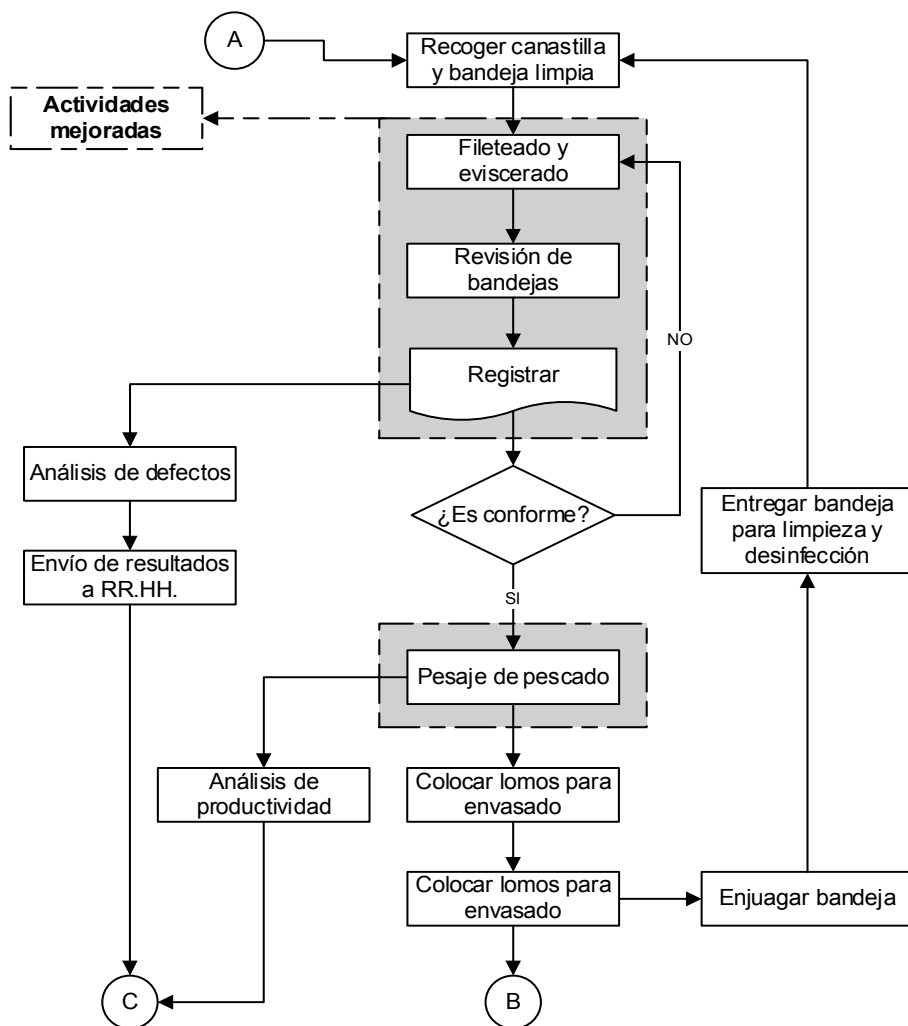 A
Recoger canastilla
y bandeja limpia
Actividades
mejoradas
Fileteado y
eviscerado
Revisión de
bandejas
NO
Registrar
Análisis de defectos
¿Es conforme?
Entregar bandeja
para limpieza y
desinfección
Envío de resultados
a RR.HH.
SI
Pesaje de pescado
Análisis de
productividad
Colocar lomos para
envasado
Colocar lomos para
envasado
Enjuagar bandeja
C
B